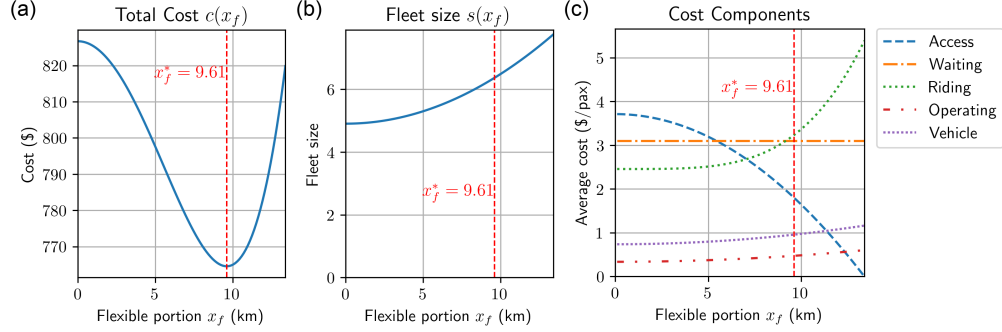 (a)
Total Cost c(x_f)
820
810
800
790
780
770
Cost ($)
x_f^* = 9.61
0
5
10
Flexible portion x_f (km)
(b)
Fleet size s(x_f)
6
4
2
0
Fleet size
x_f^* = 9.61
0
5
10
Flexible portion x_f (km)
(c)
Cost Components
5
4
3
2
1
0
Average cost ($/pax)
x_f^* = 9.61
0
5
10
Flexible portion x_f (km)
Access
Waiting
Riding
Operating
Vehicle